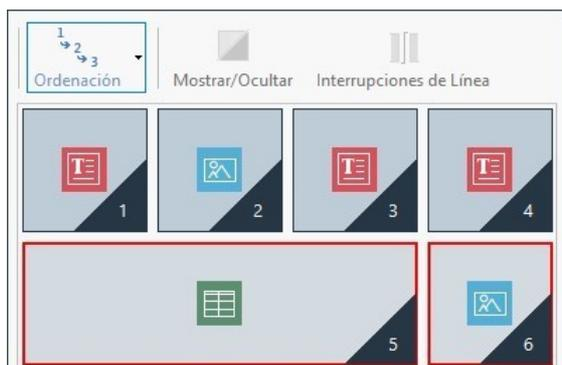 1
2
3
Ordenación
Mostrar/Ocultar
Interrupciones de Línea
T T T
1 2 3 4
5 6